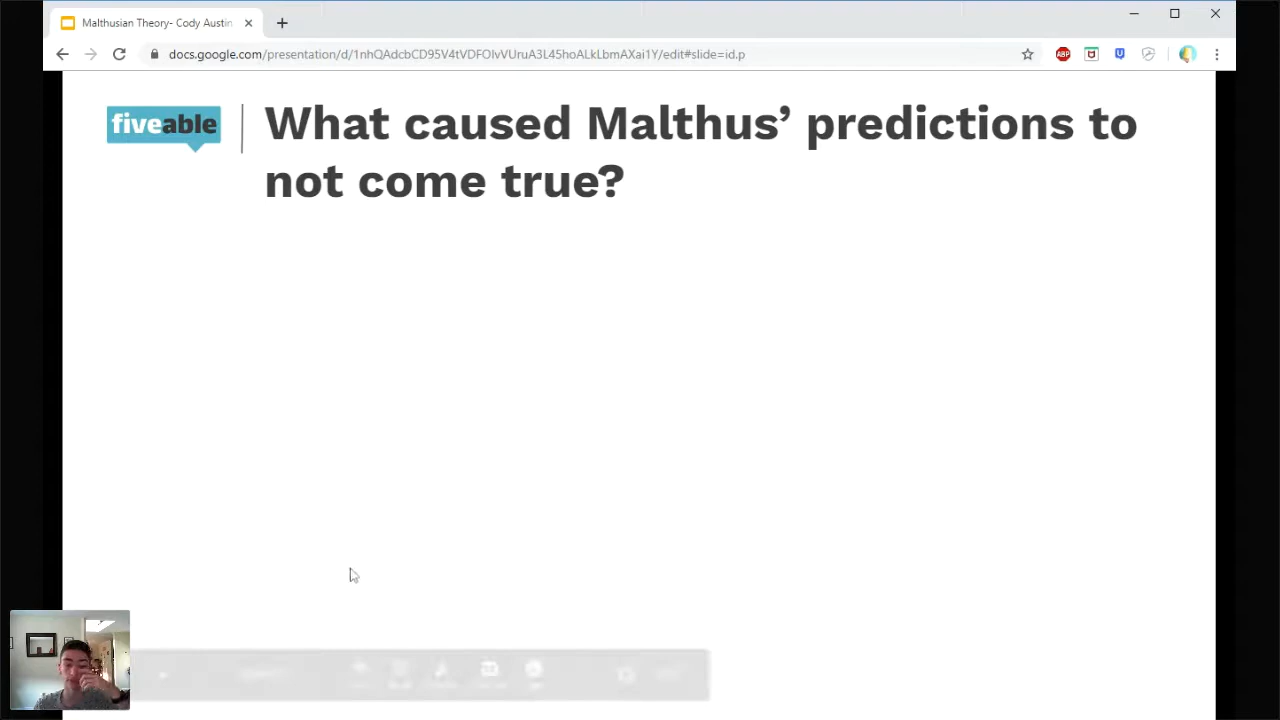 Malthusian Theory- Cody Austin
docs.google.com/presentation/d/1nhQAdcbCD95V4tVDFOlvVUruA3L45hoALkLbmAXai1Y/edit#slide=id.p
ABP
fiveable
What caused Malthus’ predictions to
not come true?